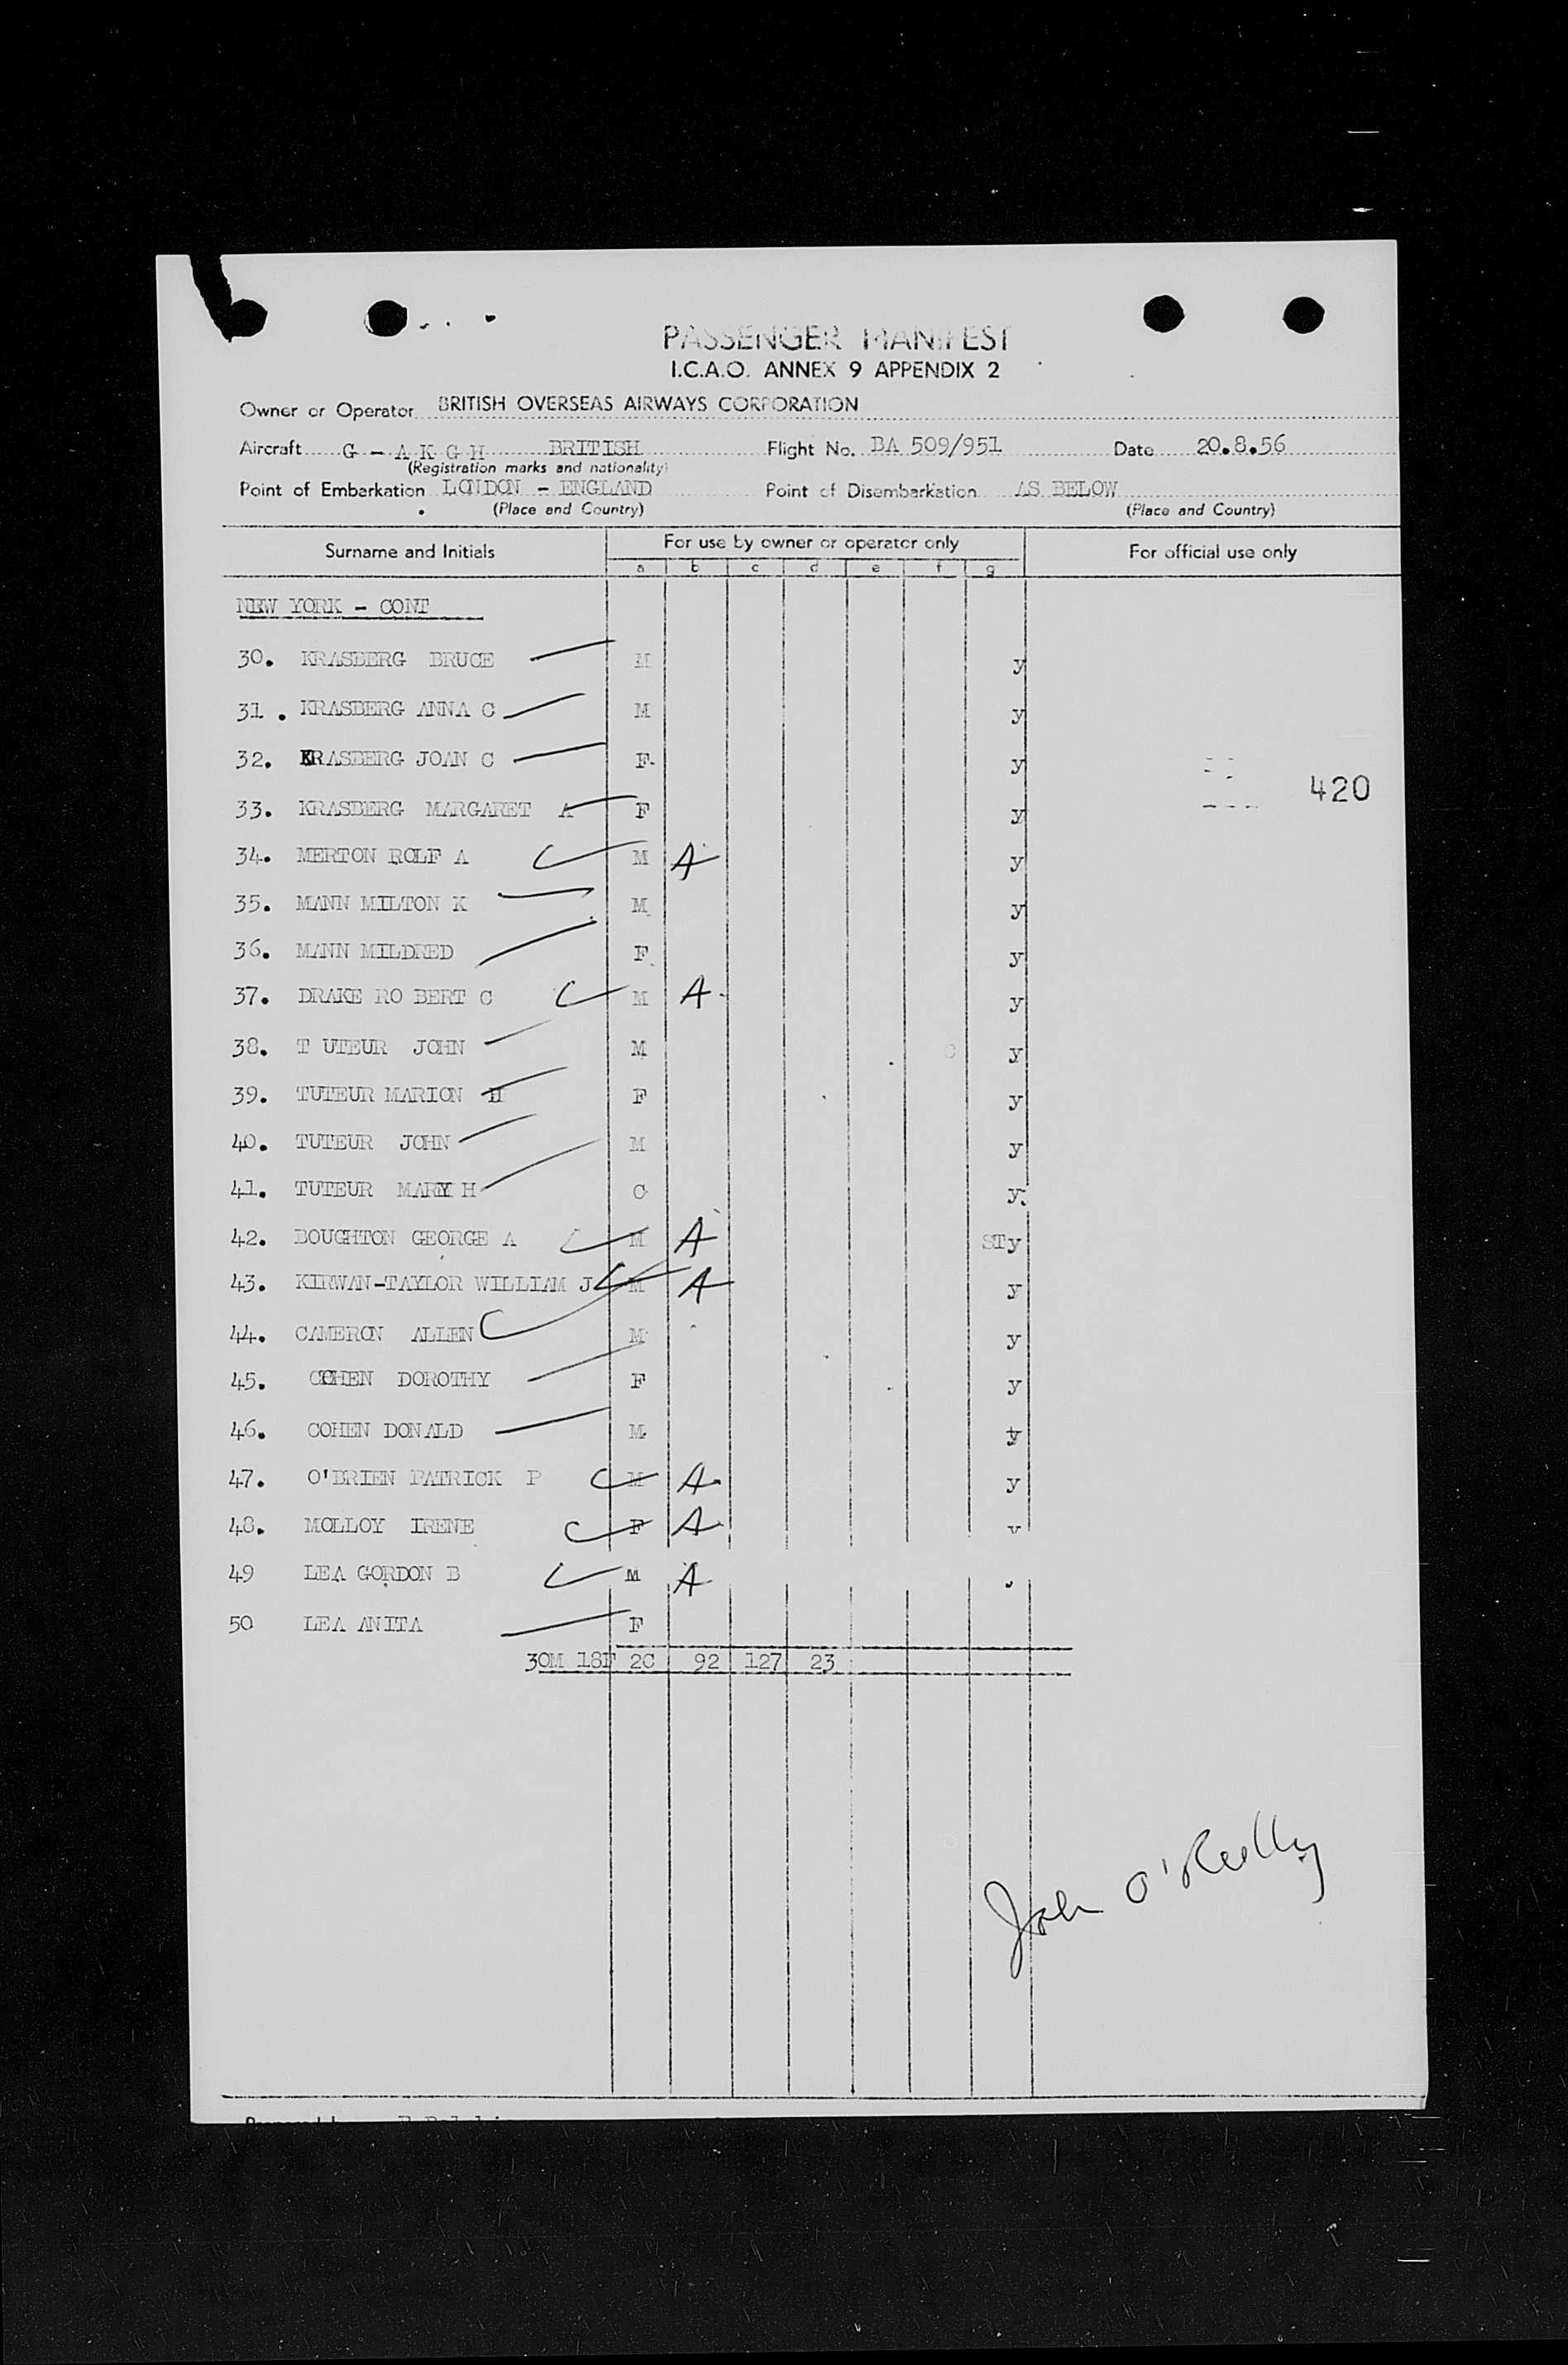 PASSENGER MANIFEST
I.C.A.O. ANNEX 9 APPENDIX 2
Owner or Operator BRITISH OVERSEAS AIRWAYS CORPORATION
Aircraft G - A K G H BRITISH Flight No. BA 509/951 Date 20.8.56
(Registration marks and nationality)
Point of Embarkation LONDON - ENGLAND Point of Disembarkation AS BELOW
(Place and Country) (Place and Country)
Surname and Initials For use by owner or operator only For official use only
a b c d e f g
NEW YORK - CONT
30. KRASBERG BRUCE M y
31. KRASBERG ANNA C M y
32. KRASBERG JOAN C F y
420
33. KRASBERG MARGARET A F y
34. MERTON ROLF A M A y
35. MANN MILTON K M y
36. MANN MILDRED F y
37. DRAKE RO BERT C M A y
38. T UTEUR JOHN M y
39. TUTEUR MARION H F y
40. TUTEUR JOHN M y
41. TUTEUR MARY H C y
42. BOUGHTON GEORGE A M A STy
43. KIRWAN-TAYLOR WILLIAM J M A y
44. CAMERON ALLEN M y
45. COHEN DOROTHY F y
46. COHEN DONALD M y
47. O'BRIEN PATRICK P M A y
48. MOLLOY IRENE F A y
49 LEA GORDON B M A
50 LEA ANITA F
30M 18F 2C 92 127 23
John O'Reilly